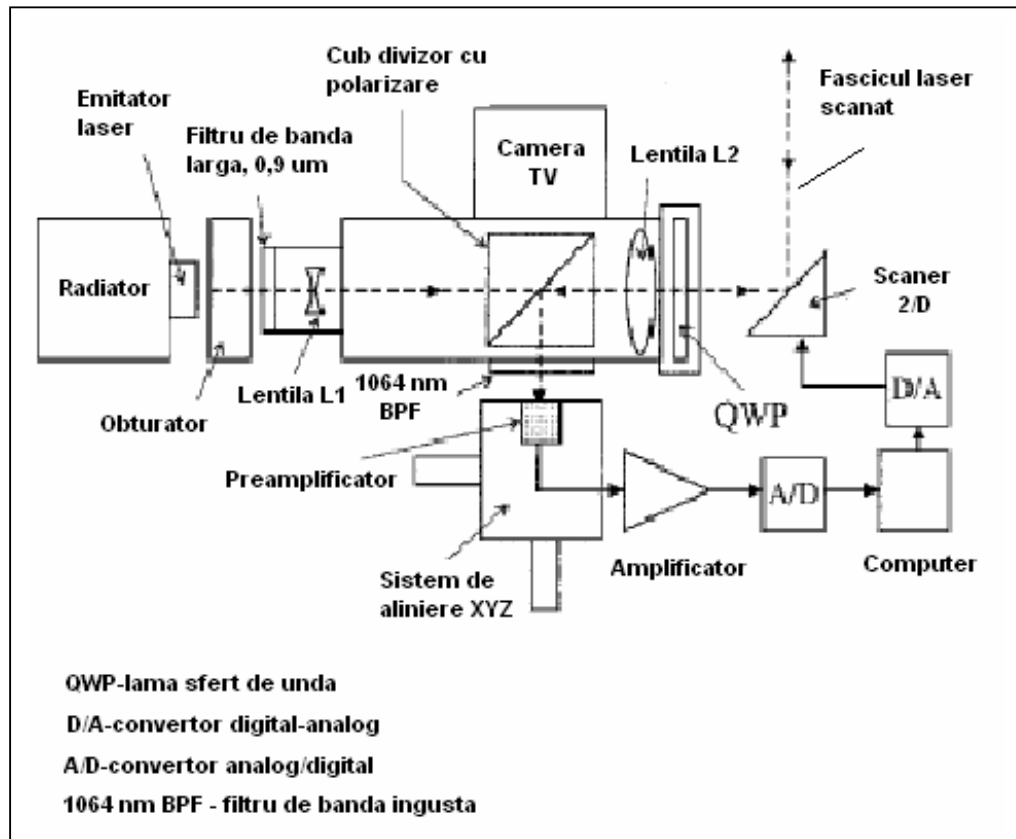 Cub divizor cu
polarizare
Fascicul laser
scanat
Emitator
laser
Filtru de banda
larga, 0,9 um
Camera
TV
Lentila L2
Radiator
Scaner
2/D
Lentila L1
1064 nm
BPF
Obturator
QWP
D/A
Preamplificator
A/D
Amplificator
Computer
Sistem de
aliniere XYZ
QWP-lama sfert de unda
D/A-convertor digital-analog
A/D-convertor analog/digital
1064 nm BPF - filtru de banda ingusta